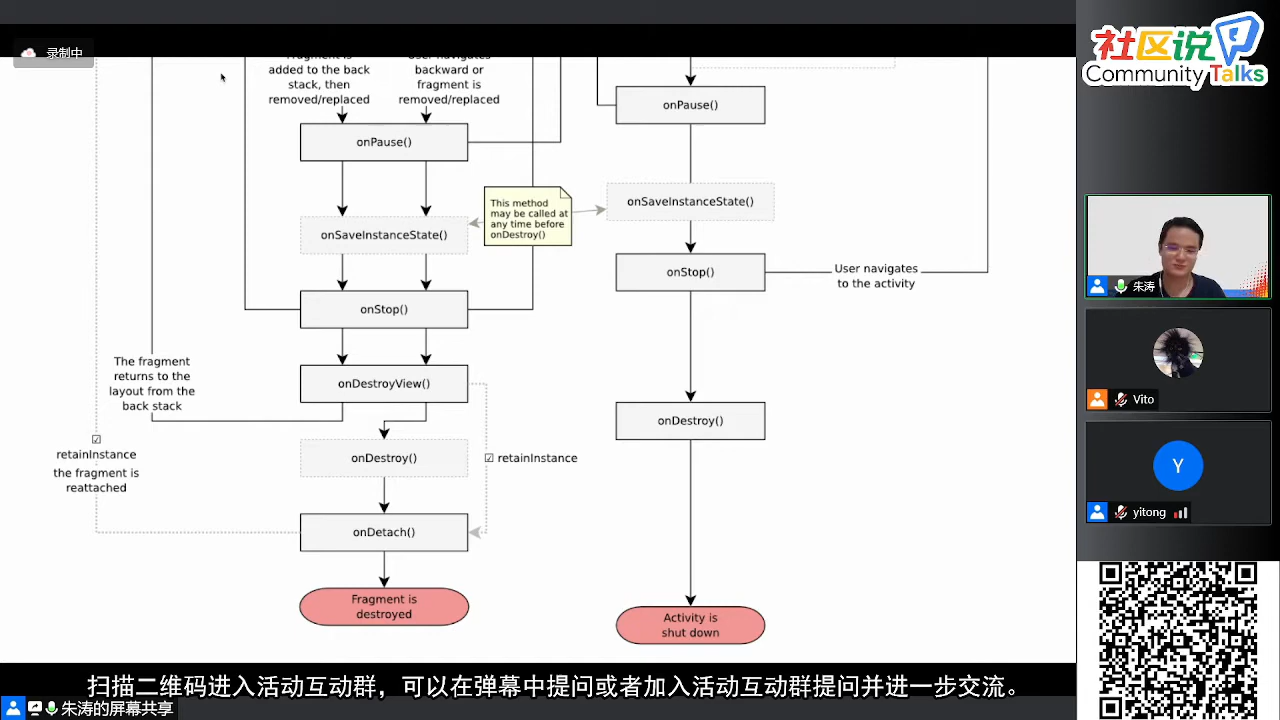 录制中
Fragment is
added to the back
stack, then
removed/replaced
User navigates
backward or
fragment is
removed/replaced
onPause()
onSaveInstanceState()
onStop()
onDestroyView()
onDestroy()
onDetach()
Fragment is
destroyed
The fragment
returns to the
layout from the
back stack
☑
retainInstance
the fragment is
reattached
☑ retainInstance
This method
may be called at
any time before
onDestroy()
onPause()
onSaveInstanceState()
onStop()
User navigates
to the activity
onDestroy()
Activity is
shut down
社区说
Community Talks
朱涛
Vito
Y
yitong
扫描二维码进入活动互动群，可以在弹幕中提问或者加入活动互动群提问并进一步交流。
朱涛的屏幕共享